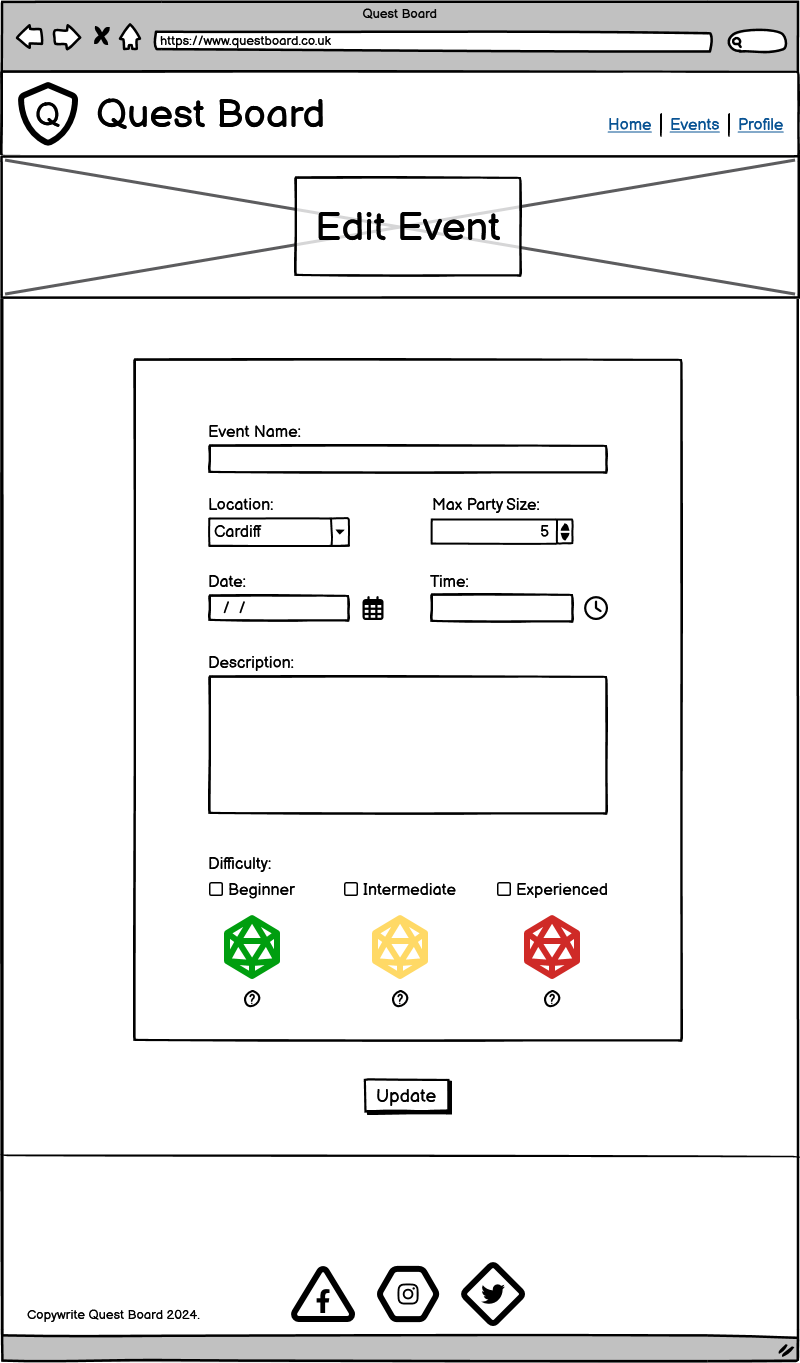 Quest Board
https://www.questboard.co.uk
Q Quest Board
Home | Events | Profile
Edit Event
Event Name:
Location: Max Party Size:
Cardiff 5
Date: Time:
/ /
Description:
Difficulty:
Beginner Intermediate Experienced
? ? ?
Update
Copywrite Quest Board 2024.